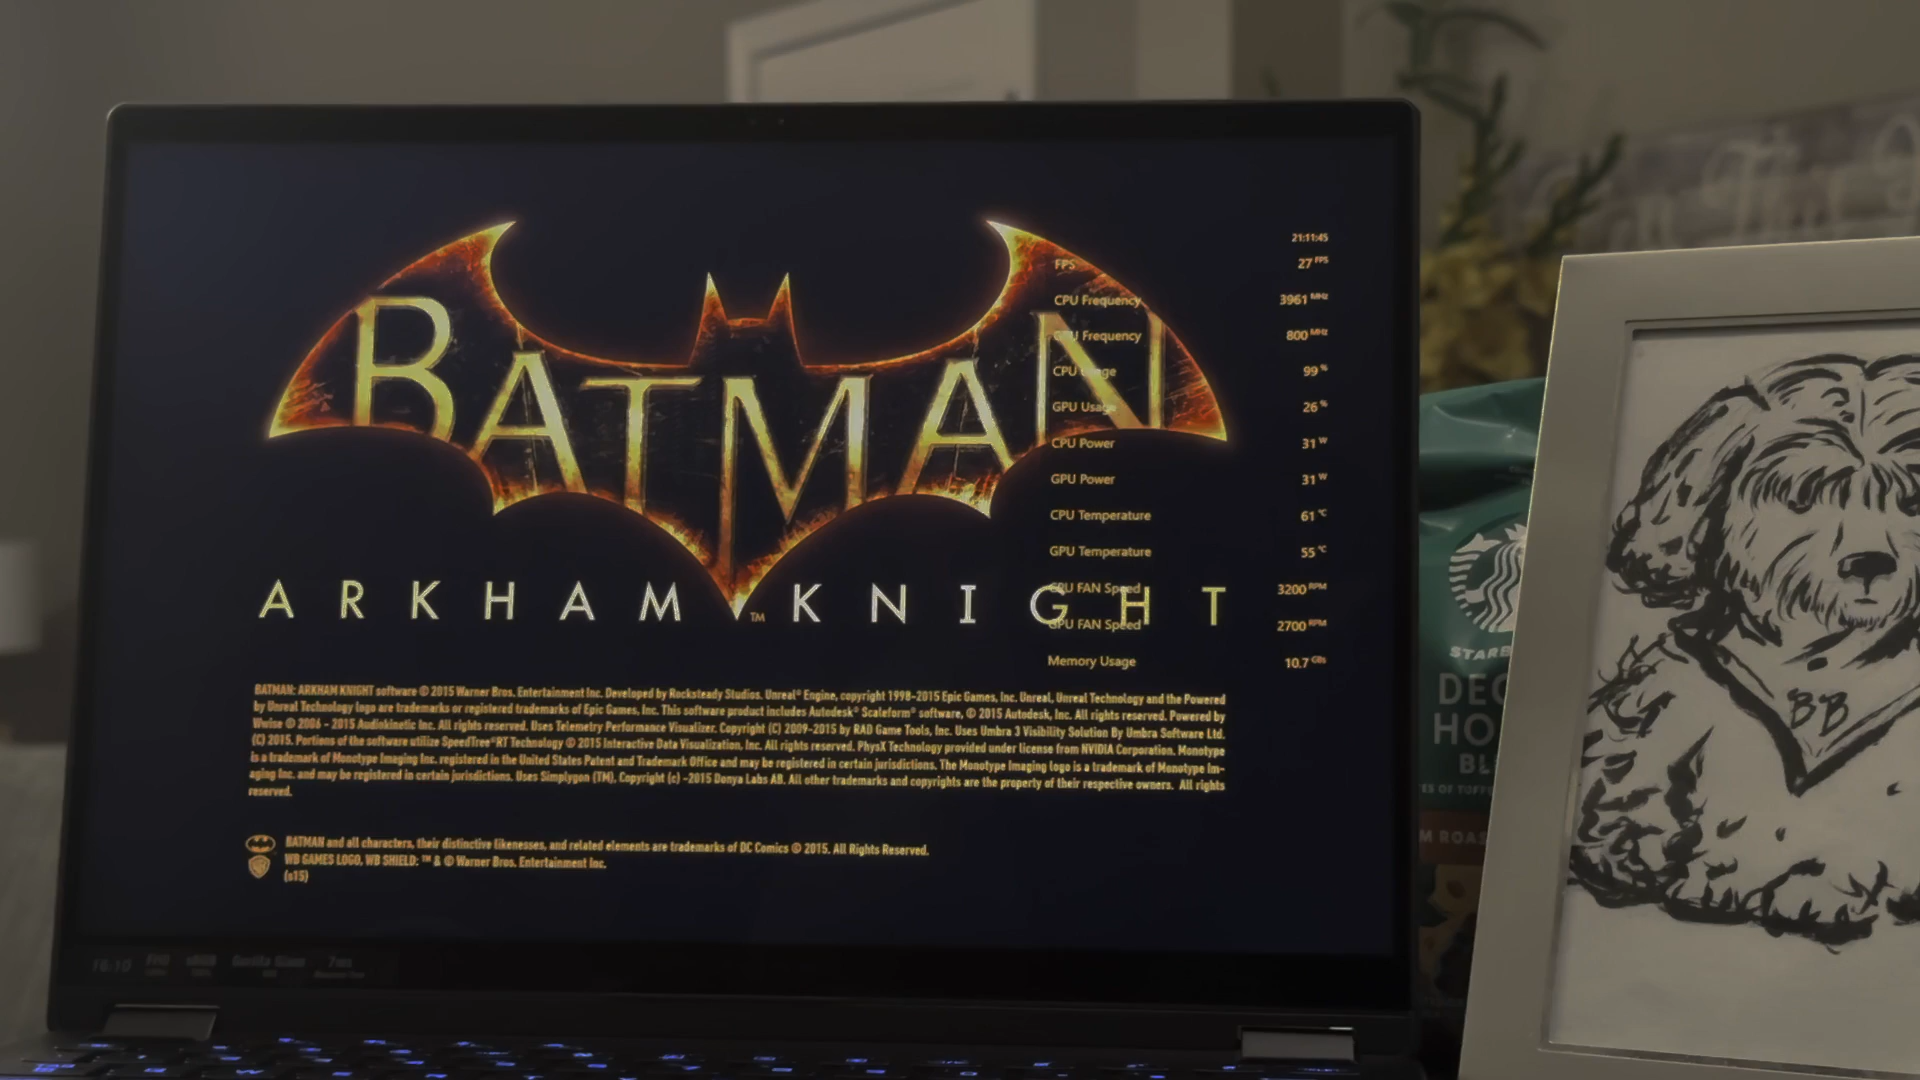 BATMAN
ARKHAM KNIGHT
TM
21:11:45
FPS 27 FPS
CPU Frequency 3961 MHz
GPU Frequency 800 MHz
CPU Usage 99 %
GPU Usage 26 %
CPU Power 31 W
GPU Power 31 W
CPU Temperature 61 °C
GPU Temperature 55 °C
CPU FAN Speed 3200 RPM
GPU FAN Speed 2700 RPM
Memory Usage 10.7 GBs
BATMAN: ARKHAM KNIGHT software © 2015 Warner Bros. Entertainment Inc. Developed by Rocksteady Studios. Unreal® Engine, copyright 1998-2015 Epic Games, Inc. Unreal, Unreal Technology and the Powered
by Unreal Technology logo are trademarks or registered trademarks of Epic Games, Inc. This software product includes Autodesk® Scaleform® software, © 2015 Autodesk, Inc. All rights reserved. Powered by
Wwise © 2006 - 2015 Audiokinetic Inc. All rights reserved. Uses Telemetry Performance Visualizer. Copyright (C) 2009-2015 by RAD Game Tools, Inc. Uses Umbra 3 Visibility Solution By Umbra Software Ltd.
(C) 2015. Portions of the software utilize SpeedTree®RT Technology © 2015 Interactive Data Visualization, Inc. All rights reserved. PhysX Technology provided under license from NVIDIA Corporation. Monotype
is a trademark of Monotype Imaging Inc. registered in the United States Patent and Trademark Office and may be registered in certain jurisdictions. The Monotype Imaging logo is a trademark of Monotype Im-
aging Inc. and may be registered in certain jurisdictions. Uses Simplygon (TM), Copyright (c) -2015 Donya Labs AB. All other trademarks and copyrights are the property of their respective owners. All rights
reserved.
BATMAN and all characters, their distinctive likenesses, and related elements are trademarks of DC Comics © 2015. All Rights Reserved.
WB GAMES LOGO, WB SHIELD: ™ & © Warner Bros. Entertainment Inc.
(s15)
16:10 FHD Gorilla Glass 7ms
STARB
DEC
HO
BL
ES OF TOFF
M ROAS
BB